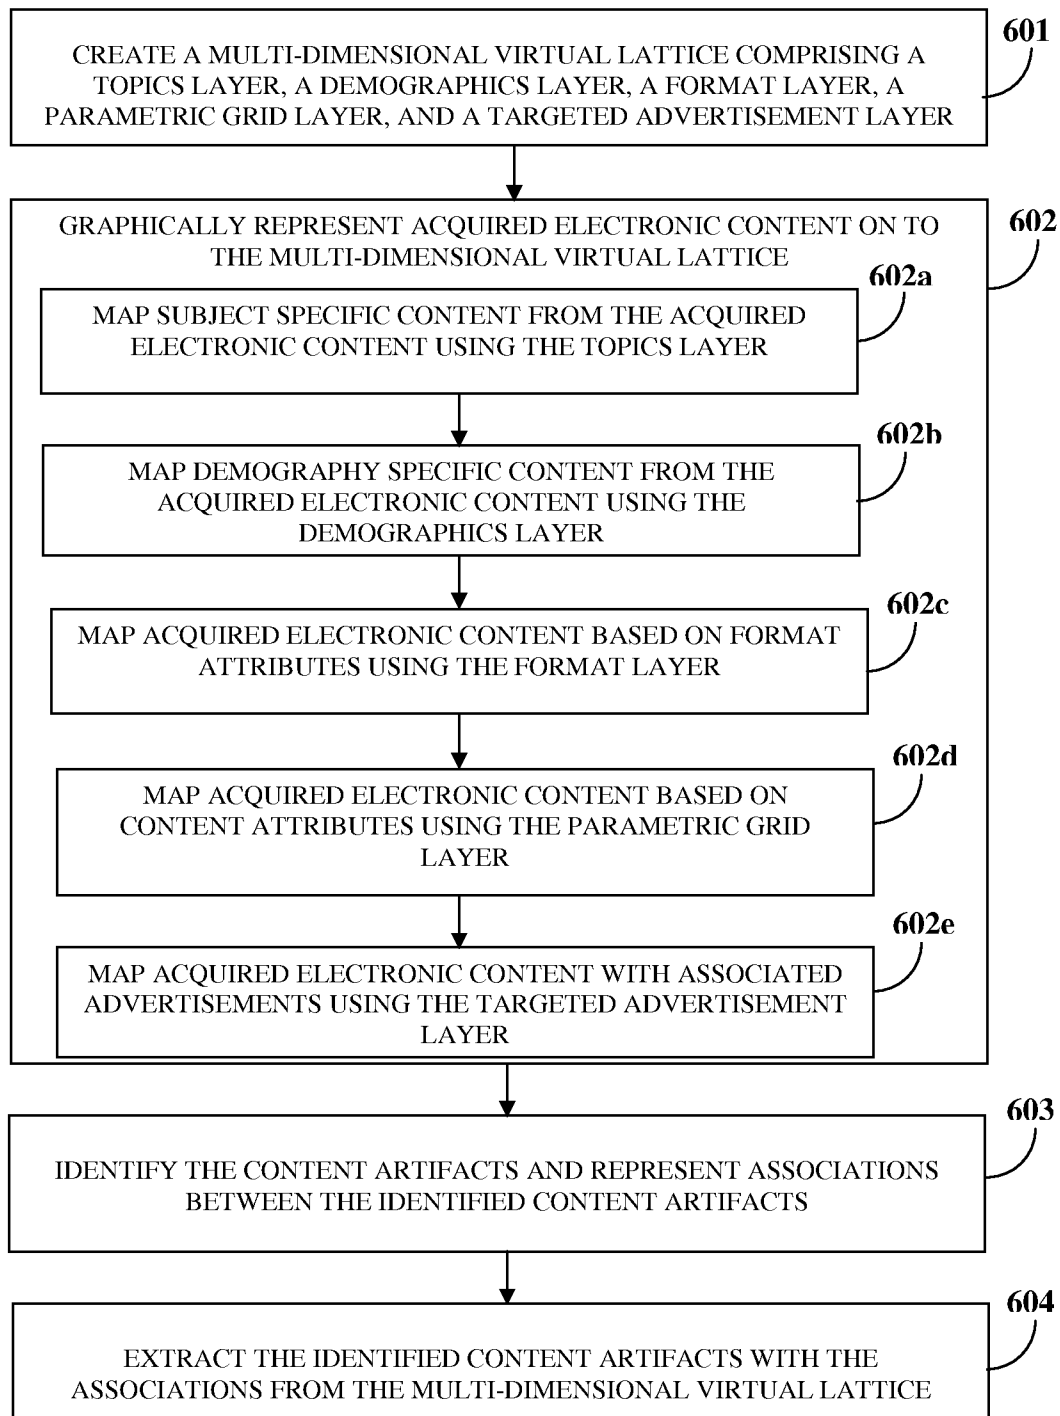 601
CREATE A MULTI-DIMENSIONAL VIRTUAL LATTICE COMPRISING A
TOPICS LAYER, A DEMOGRAPHICS LAYER, A FORMAT LAYER, A
PARAMETRIC GRID LAYER, AND A TARGETED ADVERTISEMENT LAYER
602
GRAPHICALLY REPRESENT ACQUIRED ELECTRONIC CONTENT ON TO
THE MULTI-DIMENSIONAL VIRTUAL LATTICE
602a
MAP SUBJECT SPECIFIC CONTENT FROM THE ACQUIRED
ELECTRONIC CONTENT USING THE TOPICS LAYER
602b
MAP DEMOGRAPHY SPECIFIC CONTENT FROM THE
ACQUIRED ELECTRONIC CONTENT USING THE
DEMOGRAPHICS LAYER
602c
MAP ACQUIRED ELECTRONIC CONTENT BASED ON FORMAT
ATTRIBUTES USING THE FORMAT LAYER
602d
MAP ACQUIRED ELECTRONIC CONTENT BASED ON
CONTENT ATTRIBUTES USING THE PARAMETRIC GRID
LAYER
602e
MAP ACQUIRED ELECTRONIC CONTENT WITH ASSOCIATED
ADVERTISEMENTS USING THE TARGETED ADVERTISEMENT
LAYER
603
IDENTIFY THE CONTENT ARTIFACTS AND REPRESENT ASSOCIATIONS
BETWEEN THE IDENTIFIED CONTENT ARTIFACTS
604
EXTRACT THE IDENTIFIED CONTENT ARTIFACTS WITH THE
ASSOCIATIONS FROM THE MULTI-DIMENSIONAL VIRTUAL LATTICE